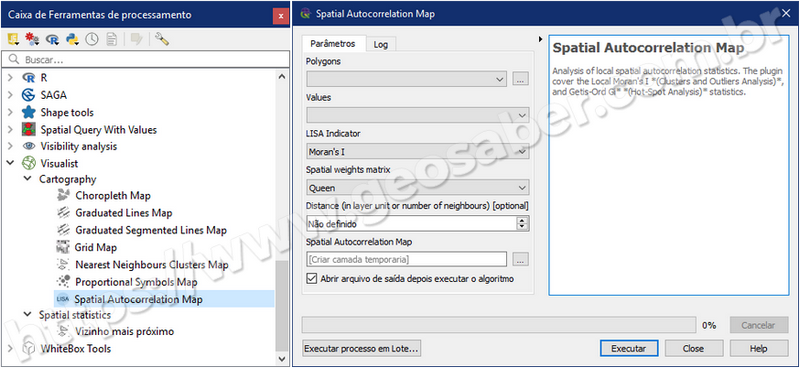 Caixa de Ferramentas de processamento
Buscar...
R
SAGA
Shape tools
Spatial Query With Values
Visibility analysis
Visualist
Cartography
Choropleth Map
Graduated Lines Map
Graduated Segmented Lines Map
Grid Map
Nearest Neighbours Clusters Map
Proportional Symbols Map
LISA Spatial Autocorrelation Map
Spatial statistics
Vizinho mais próximo
WhiteBox Tools
Spatial Autocorrelation Map
Parâmetros
Log
Polygons
...
Values
LISA Indicator
Moran's I
Spatial weights matrix
Queen
Distance (in layer unit or number of neighbours) [optional]
Não definido
Spatial Autocorrelation Map
[Criar camada temporaria]
...
Abrir arquivo de saída depois executar o algoritmo
Spatial Autocorrelation Map
Analysis of local spatial autocorrelation statistics. The plugin
cover the Local Moran's I *(Clusters and Outliers Analysis)*,
and Getis-Ord Gi* *(Hot-Spot Analysis)* statistics.
0%
Cancelar
Executar processo em Lote...
Executar
Close
Help
https://www.geosaber.com.br